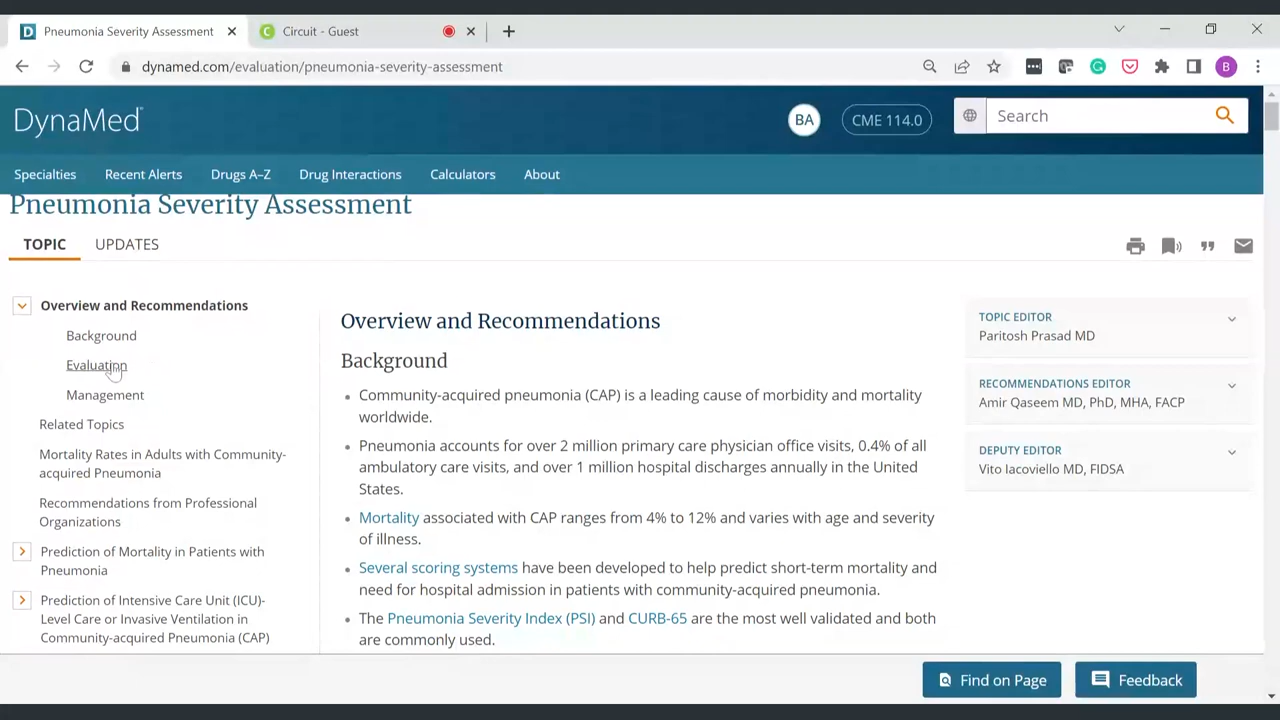 Pneumonia Severity Assessment
Circuit - Guest
dynamed.com/evaluation/pneumonia-severity-assessment
B
DynaMed
BA
CME 114.0
Search
Specialties
Recent Alerts
Drugs A–Z
Drug Interactions
Calculators
About
Pneumonia Severity Assessment
TOPIC
UPDATES
Overview and Recommendations
Background
Evaluation
Management
Related Topics
Mortality Rates in Adults with Community-
acquired Pneumonia
Recommendations from Professional
Organizations
Prediction of Mortality in Patients with
Pneumonia
Prediction of Intensive Care Unit (ICU)-
Level Care or Invasive Ventilation in
Community-acquired Pneumonia (CAP)
Overview and Recommendations
Background
Community-acquired pneumonia (CAP) is a leading cause of morbidity and mortality
worldwide.
Pneumonia accounts for over 2 million primary care physician office visits, 0.4% of all
ambulatory care visits, and over 1 million hospital discharges annually in the United
States.
Mortality associated with CAP ranges from 4% to 12% and varies with age and severity
of illness.
Several scoring systems have been developed to help predict short-term mortality and
need for hospital admission in patients with community-acquired pneumonia.
The Pneumonia Severity Index (PSI) and CURB-65 are the most well validated and both
are commonly used.
TOPIC EDITOR
Paritosh Prasad MD
RECOMMENDATIONS EDITOR
Amir Qaseem MD, PhD, MHA, FACP
DEPUTY EDITOR
Vito Iacoviello MD, FIDSA
Find on Page
Feedback